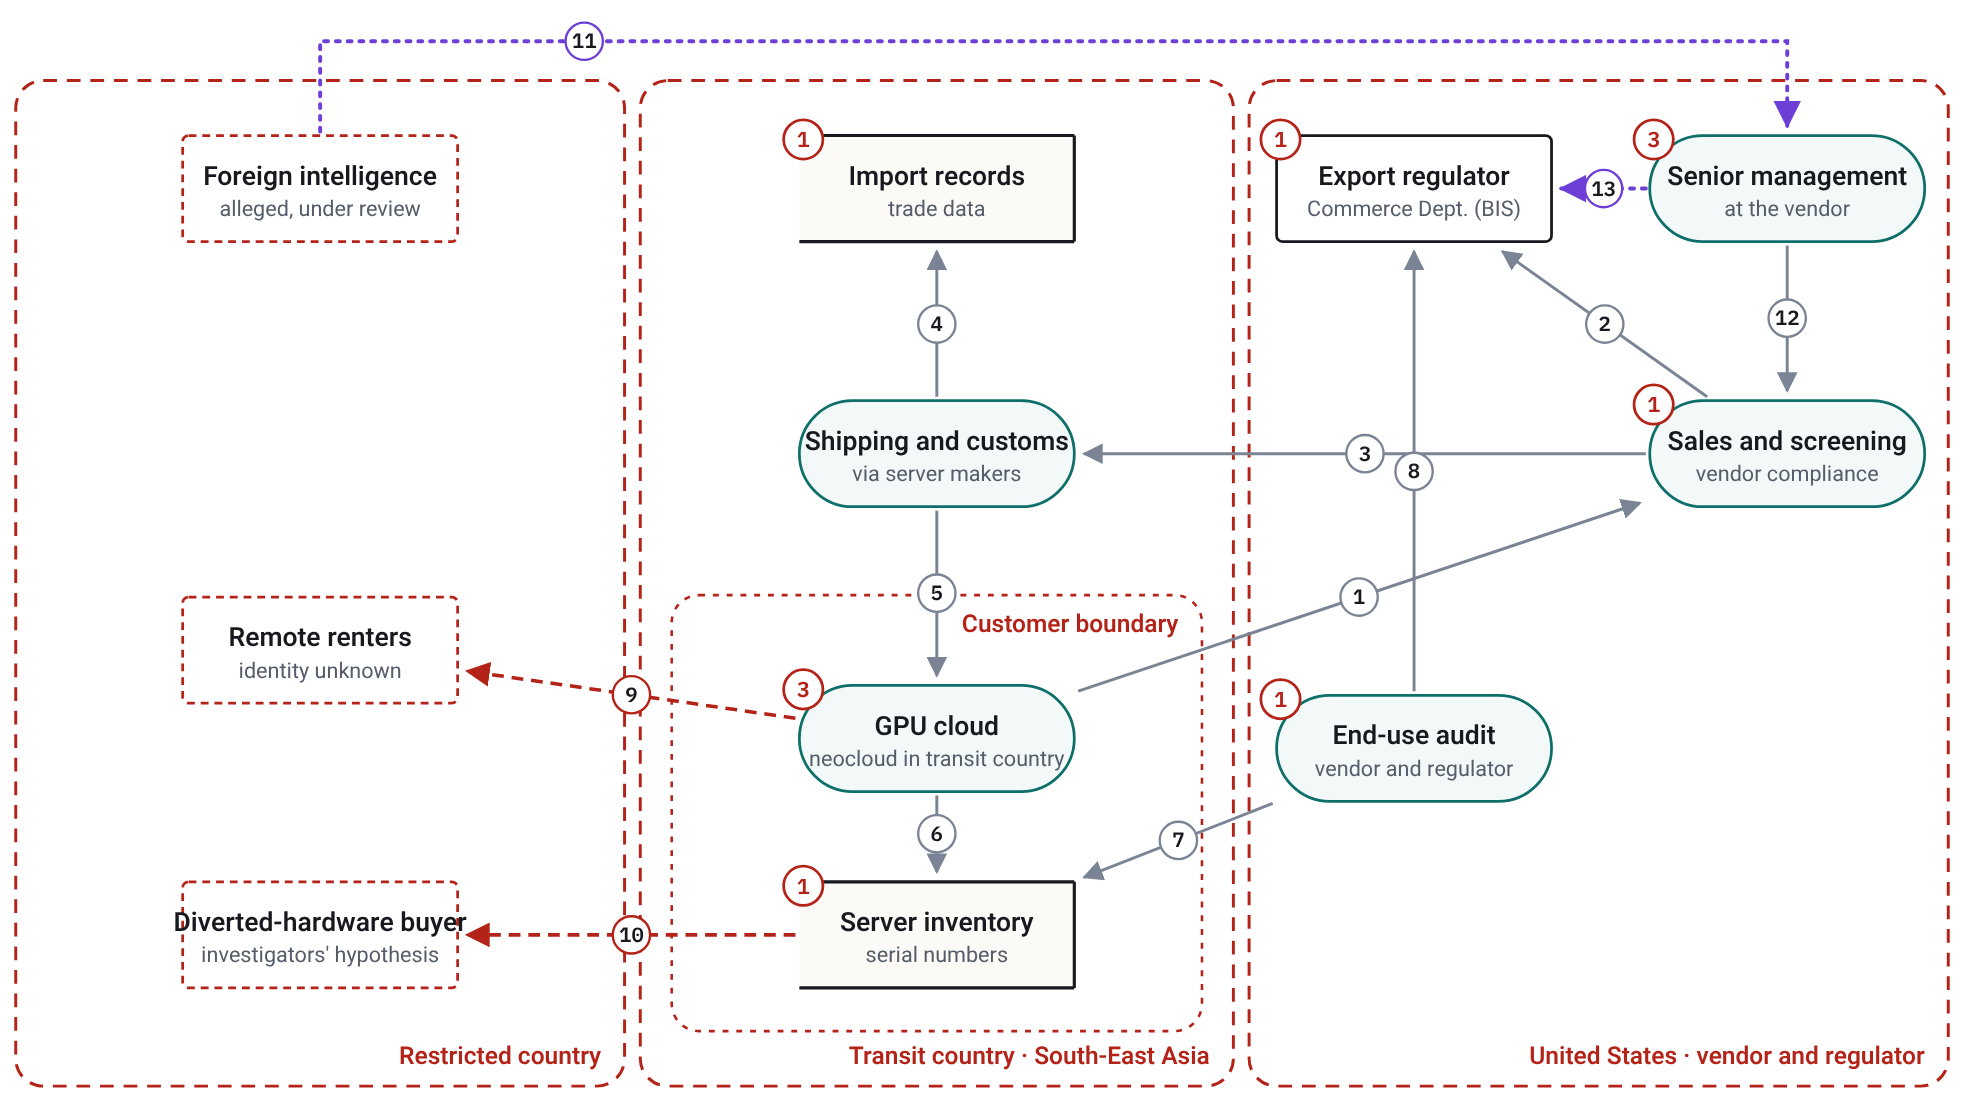 11
Foreign intelligence
alleged, under review
1
Import records
trade data
1
Export regulator
Commerce Dept. (BIS)
13
3
Senior management
at the vendor
4
2
12
Shipping and customs
via server makers
3
8
1
Sales and screening
vendor compliance
5
Customer boundary
1
Remote renters
identity unknown
9
3
GPU cloud
neocloud in transit country
1
End-use audit
vendor and regulator
6
7
Diverted-hardware buyer
investigators' hypothesis
10
1
Server inventory
serial numbers
Restricted country
Transit country · South-East Asia
United States · vendor and regulator